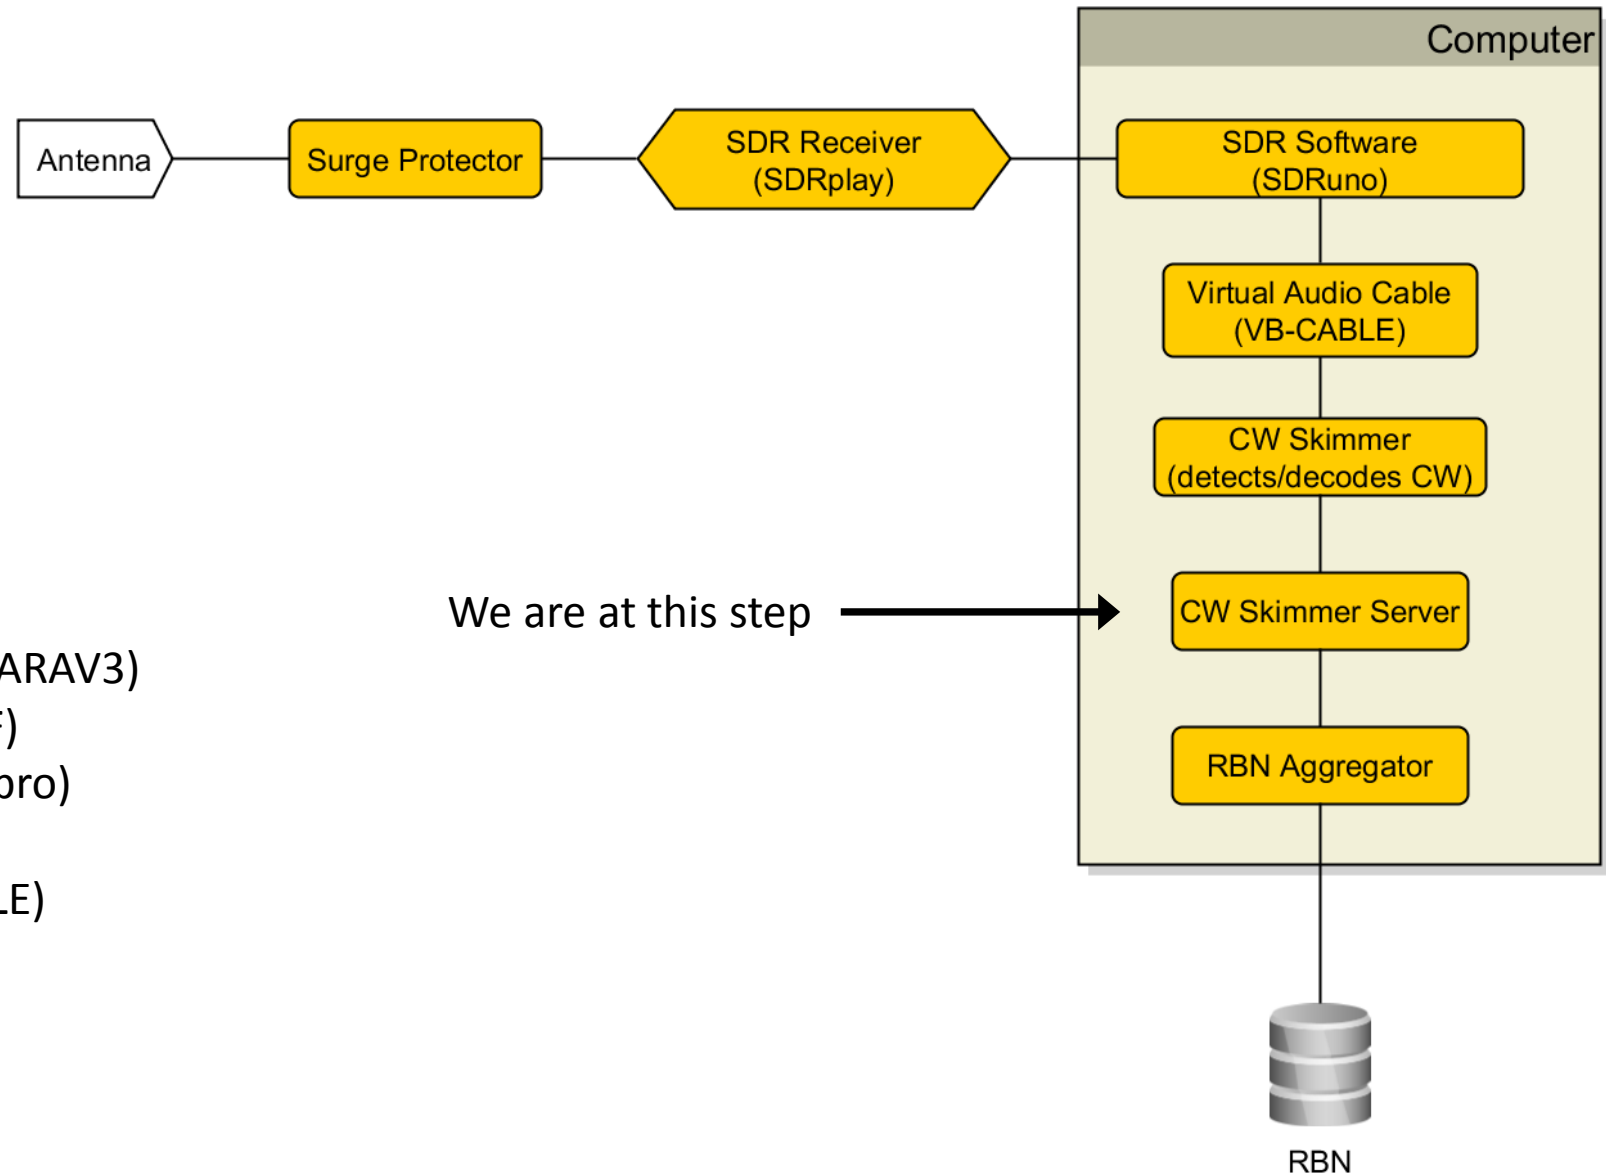 Computer
Antenna
Surge Protector
SDR Receiver
(SDRplay)
SDR Software
(SDRuno)
Virtual Audio Cable
(VB-CABLE)
CW Skimmer
(detects/decodes CW)
We are at this step
CW Skimmer Server
ARAV3)
)
pro)
RBN Aggregator
LE)
RBN